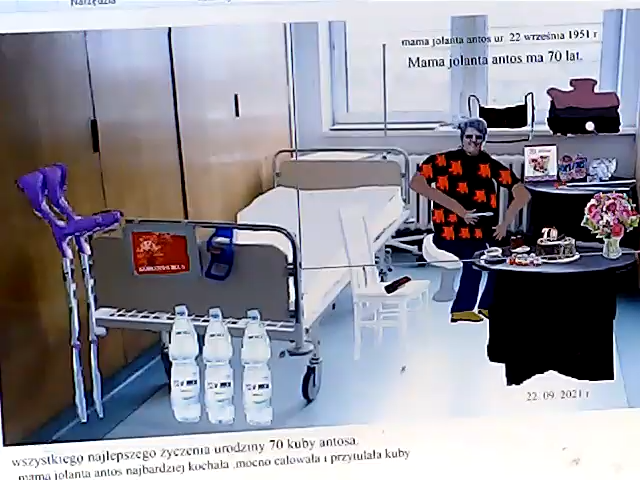 Narzędzia
mama jolanta antos ur. 22 września 1951 r
Mama jolanta antos ma 70 lat.
22. 09. 2021 r
wszystkiego najlepszego życzenia urodziny 70 kuby antosa.
mama jolanta antos najbardziej kochała ,mocno całowała i przytulała kuby